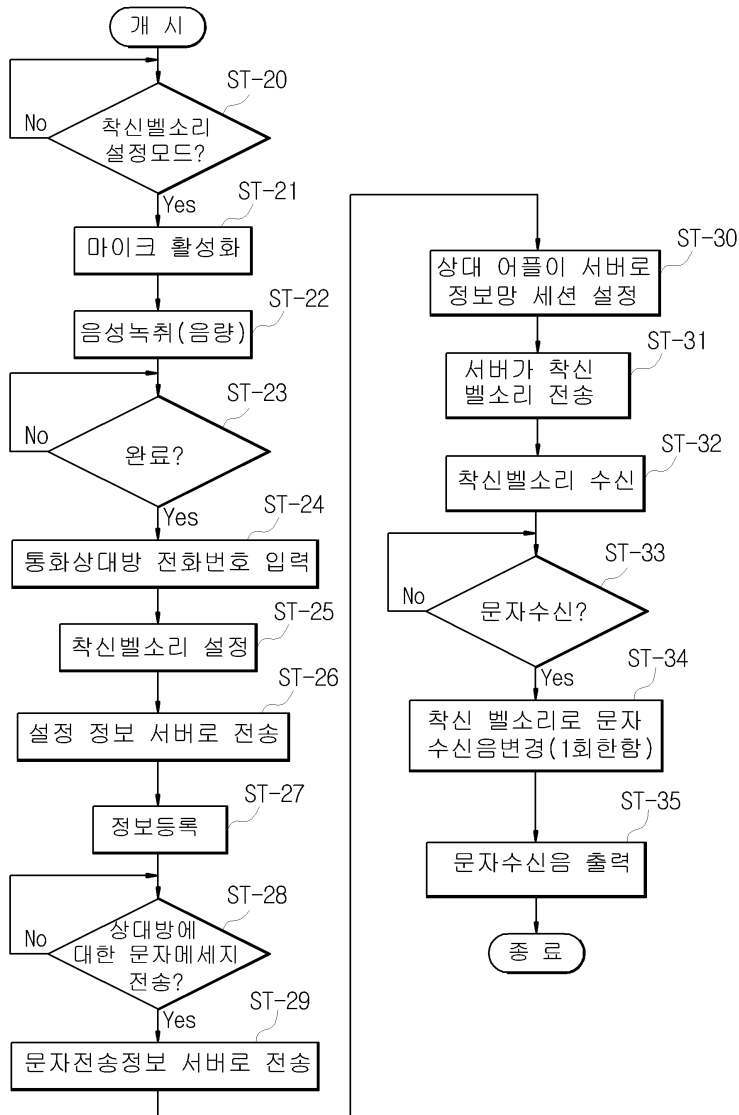 개 시
ST-20
착신벨소리
설정모드?
No
Yes
ST-21
마이크 활성화
ST-22
음성녹취(음량)
ST-23
완료?
No
Yes
ST-24
통화상대방 전화번호 입력
ST-25
착신벨소리 설정
ST-26
설정 정보 서버로 전송
ST-27
정보등록
ST-28
상대방에
대한 문자메세지
전송?
No
Yes
ST-29
문자전송정보 서버로 전송
ST-30
상대 어플이 서버로
정보망 세션 설정
ST-31
서버가 착신
벨소리 전송
ST-32
착신벨소리 수신
ST-33
문자수신?
No
Yes
ST-34
착신 벨소리로 문자
수신음변경(1회한함)
ST-35
문자수신음 출력
종 료